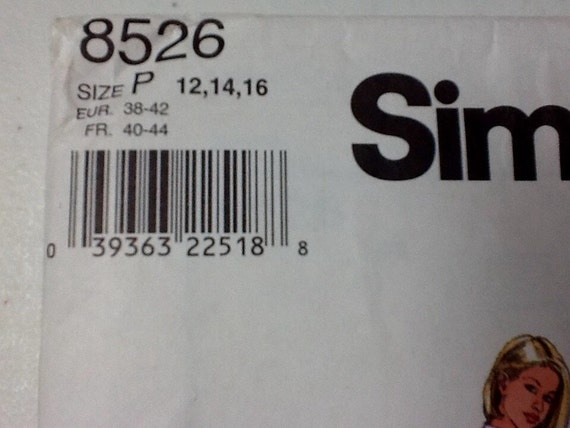 8526
SIZE P 12,14,16
EUR. 38-42
FR. 40-44
Sim
0 39363 22518 8